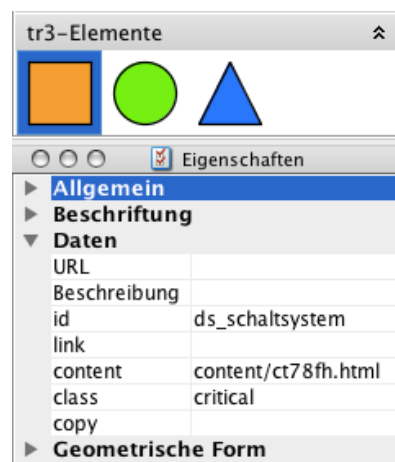 tr3-Elemente
Eigenschaften
Allgemein
Beschriftung
Daten
URL
Beschreibung
id ds_schaltsystem
link
content content/ct78fh.html
class critical
copy
Geometrische Form